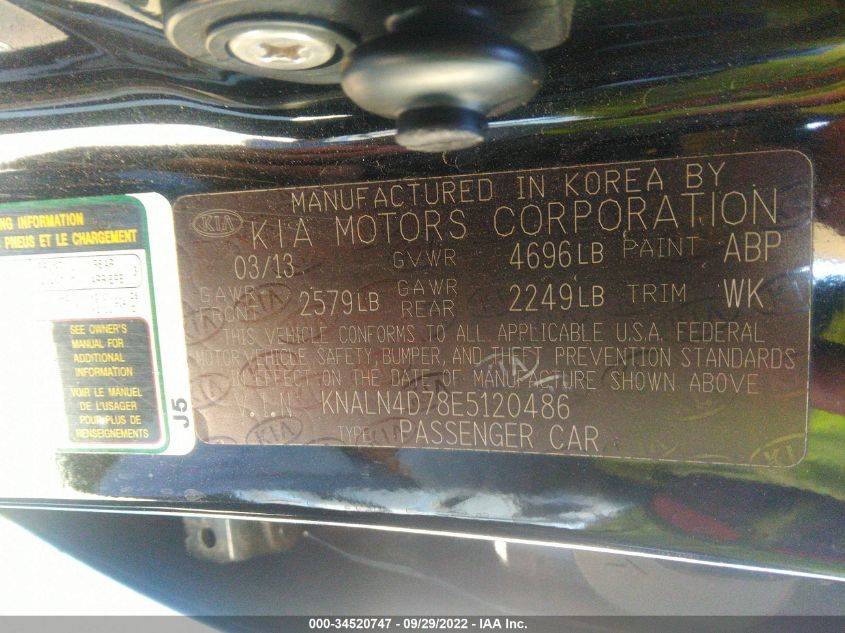 MANUFACTURED IN KOREA BY
KIA KIA MOTORS CORPORATION
03/13 GVWR 4696LB PAINT ABP
GAWR FRONT 2579LB GAWR REAR 2249LB TRIM WK
THIS VEHICLE CONFORMS TO ALL APPLICABLE U.S.A. FEDERAL
MOTOR VEHICLE SAFETY, BUMPER, AND THEFT PREVENTION STANDARDS
IN EFFECT ON THE DATE OF MANUFACTURE SHOWN ABOVE
V.I.N KNALN4D78E5120486
TYPE: PASSENGER CAR
INFORMATION
PNEUS ET LE CHARGEMENT
REAR
SEE OWNER'S
MANUAL FOR
ADDITIONAL
INFORMATION
VOIR LE MANUEL
DE L'USAGER
POUR PLUS DE
RENSEIGNEMENTS
J5
000-34520747 - 09/29/2022 - IAA Inc.